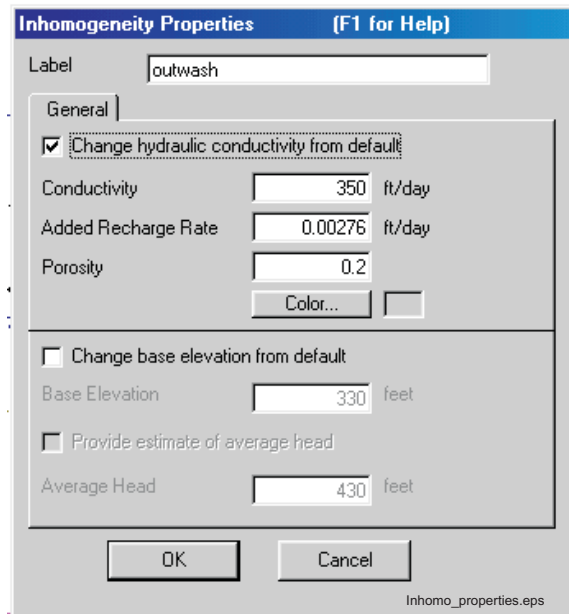 Inhomogeneity Properties (F1 for Help)
Label outwash
General
Change hydraulic conductivity from default
Conductivity 350 ft/day
Added Recharge Rate 0.00276 ft/day
Porosity 0.2
Color...
Change base elevation from default
Base Elevation 330 feet
Provide estimate of average head
Average Head 430 feet
OK Cancel
Inhomo_properties.eps